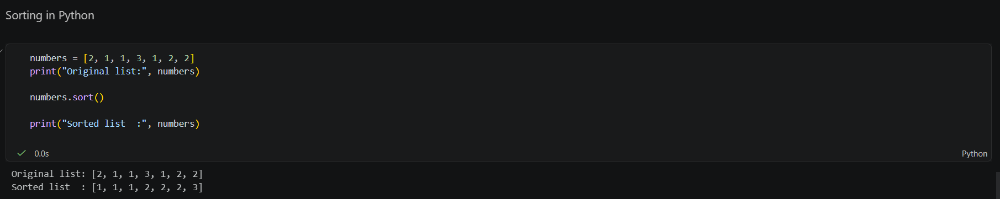 Sorting in Python
numbers = [2, 1, 1, 3, 1, 2, 2]
print("Original list:", numbers)
numbers.sort()
print("Sorted list  :", numbers)
0.0s
Python
Original list: [2, 1, 1, 3, 1, 2, 2]
Sorted list  : [1, 1, 1, 2, 2, 2, 3]